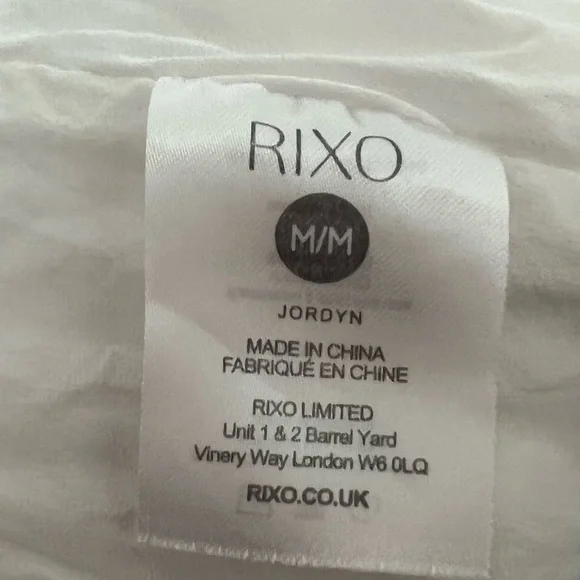 RIXO
M/M
JORDYN
MADE IN CHINA
FABRIQUÉ EN CHINE
RIXO LIMITED
Unit 1 & 2 Barrel Yard
Vinery Way London W6 0LQ
RIXO.CO.UK